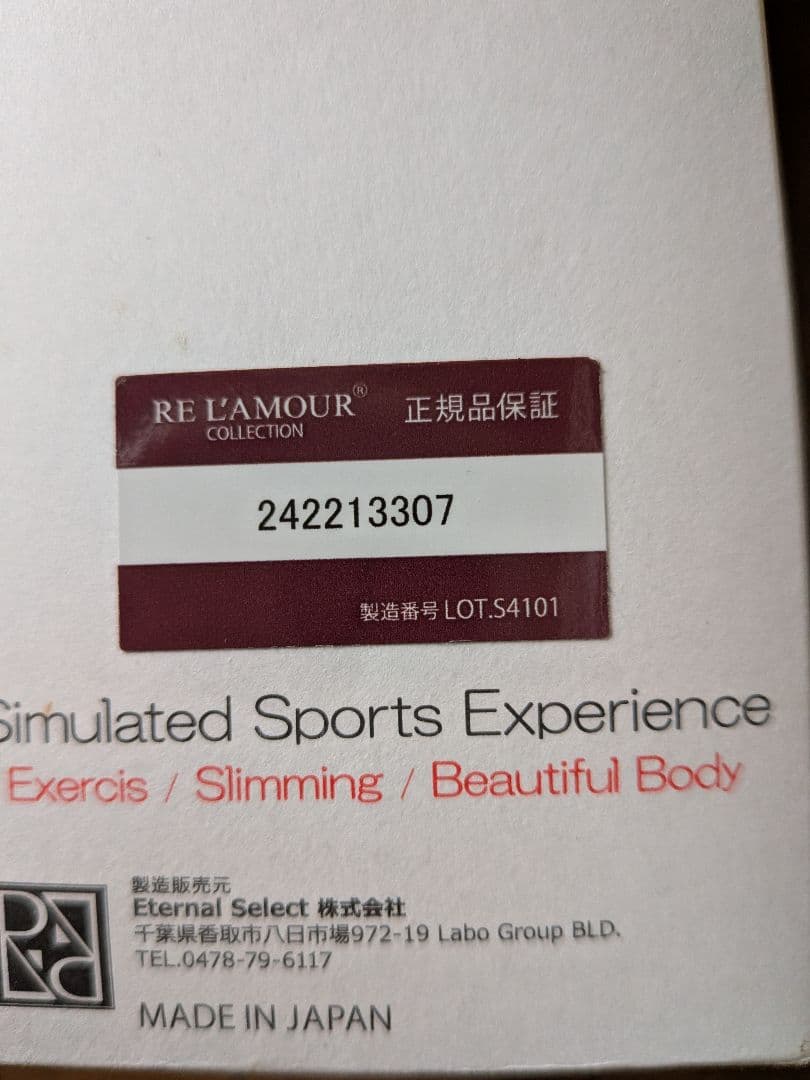 RE L'AMOUR® 正規品保証
COLLECTION
242213307
製造番号 LOT.S4101
Simulated Sports Experience
Exercis / Slimming / Beautiful Body
製造販売元
Eternal Select 株式会社
千葉県香取市八日市場972-19 Labo Group BLD.
TEL.0478-79-6117
MADE IN JAPAN